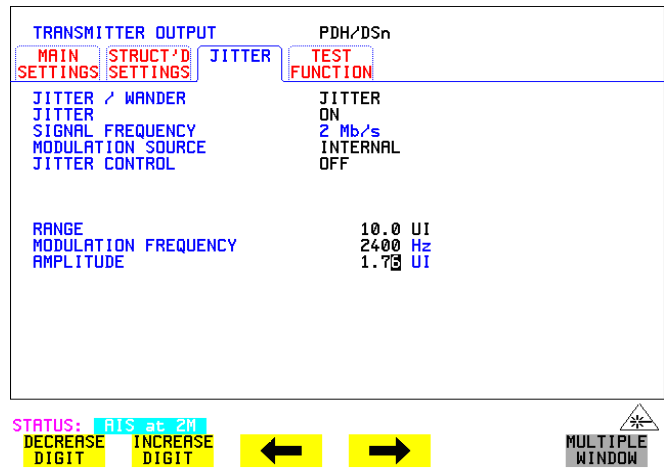 TRANSMITTER OUTPUT PDH/DSn
MAIN SETTINGS STRUCT'D SETTINGS JITTER TEST FUNCTION
JITTER / WANDER JITTER
JITTER ON
SIGNAL FREQUENCY 2 Mb/s
MODULATION SOURCE INTERNAL
JITTER CONTROL OFF
RANGE 10.0 UI
MODULATION FREQUENCY 2400 Hz
AMPLITUDE 1.76 UI
STATUS: AIS at 2M
DECREASE DIGIT INCREASE DIGIT MULTIPLE WINDOW